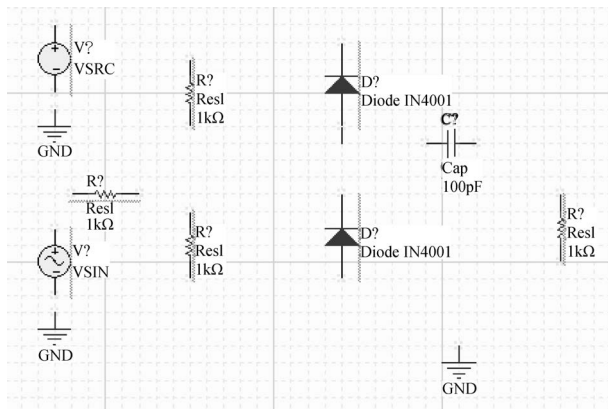 V?
VSRC
GND
R?
Resl
1kΩ
D?
Diode IN4001
C?
Cap
100pF
R?
Resl
1kΩ
V?
VSIN
GND
R?
Resl
1kΩ
D?
Diode IN4001
R?
Resl
1kΩ
GND